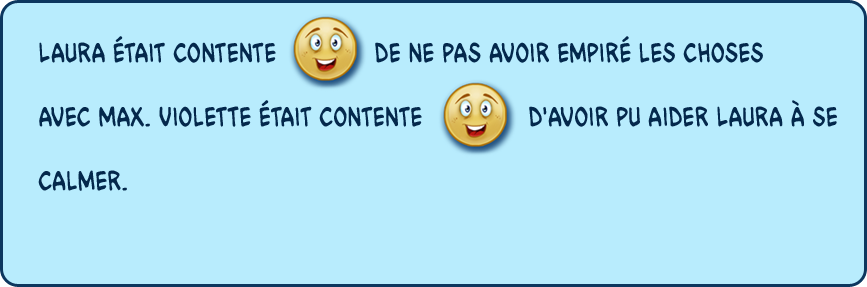 LAURA ÉTAIT CONTENTE DE NE PAS AVOIR EMPIRÉ LES CHOSES
AVEC MAX. VIOLETTE ÉTAIT CONTENTE D'AVOIR PU AIDER LAURA À SE
CALMER.